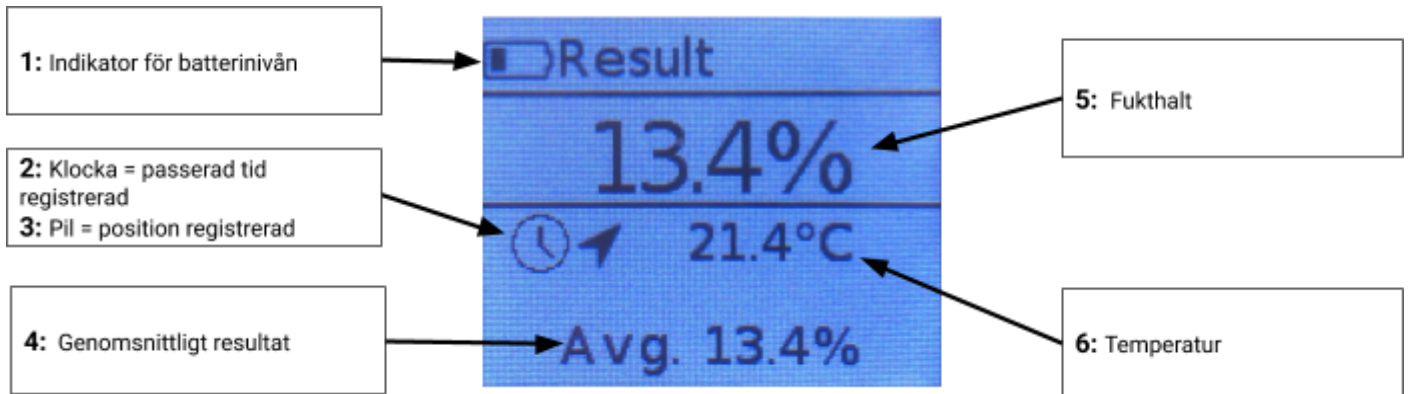 1: Indikator för batterinivån
2: Klocka = passerad tid
registrerad
3: Pil = position registrerad
4: Genomsnittligt resultat
Result
13.4%
21.4°C
Avg. 13.4%
5: Fukthalt
6: Temperatur